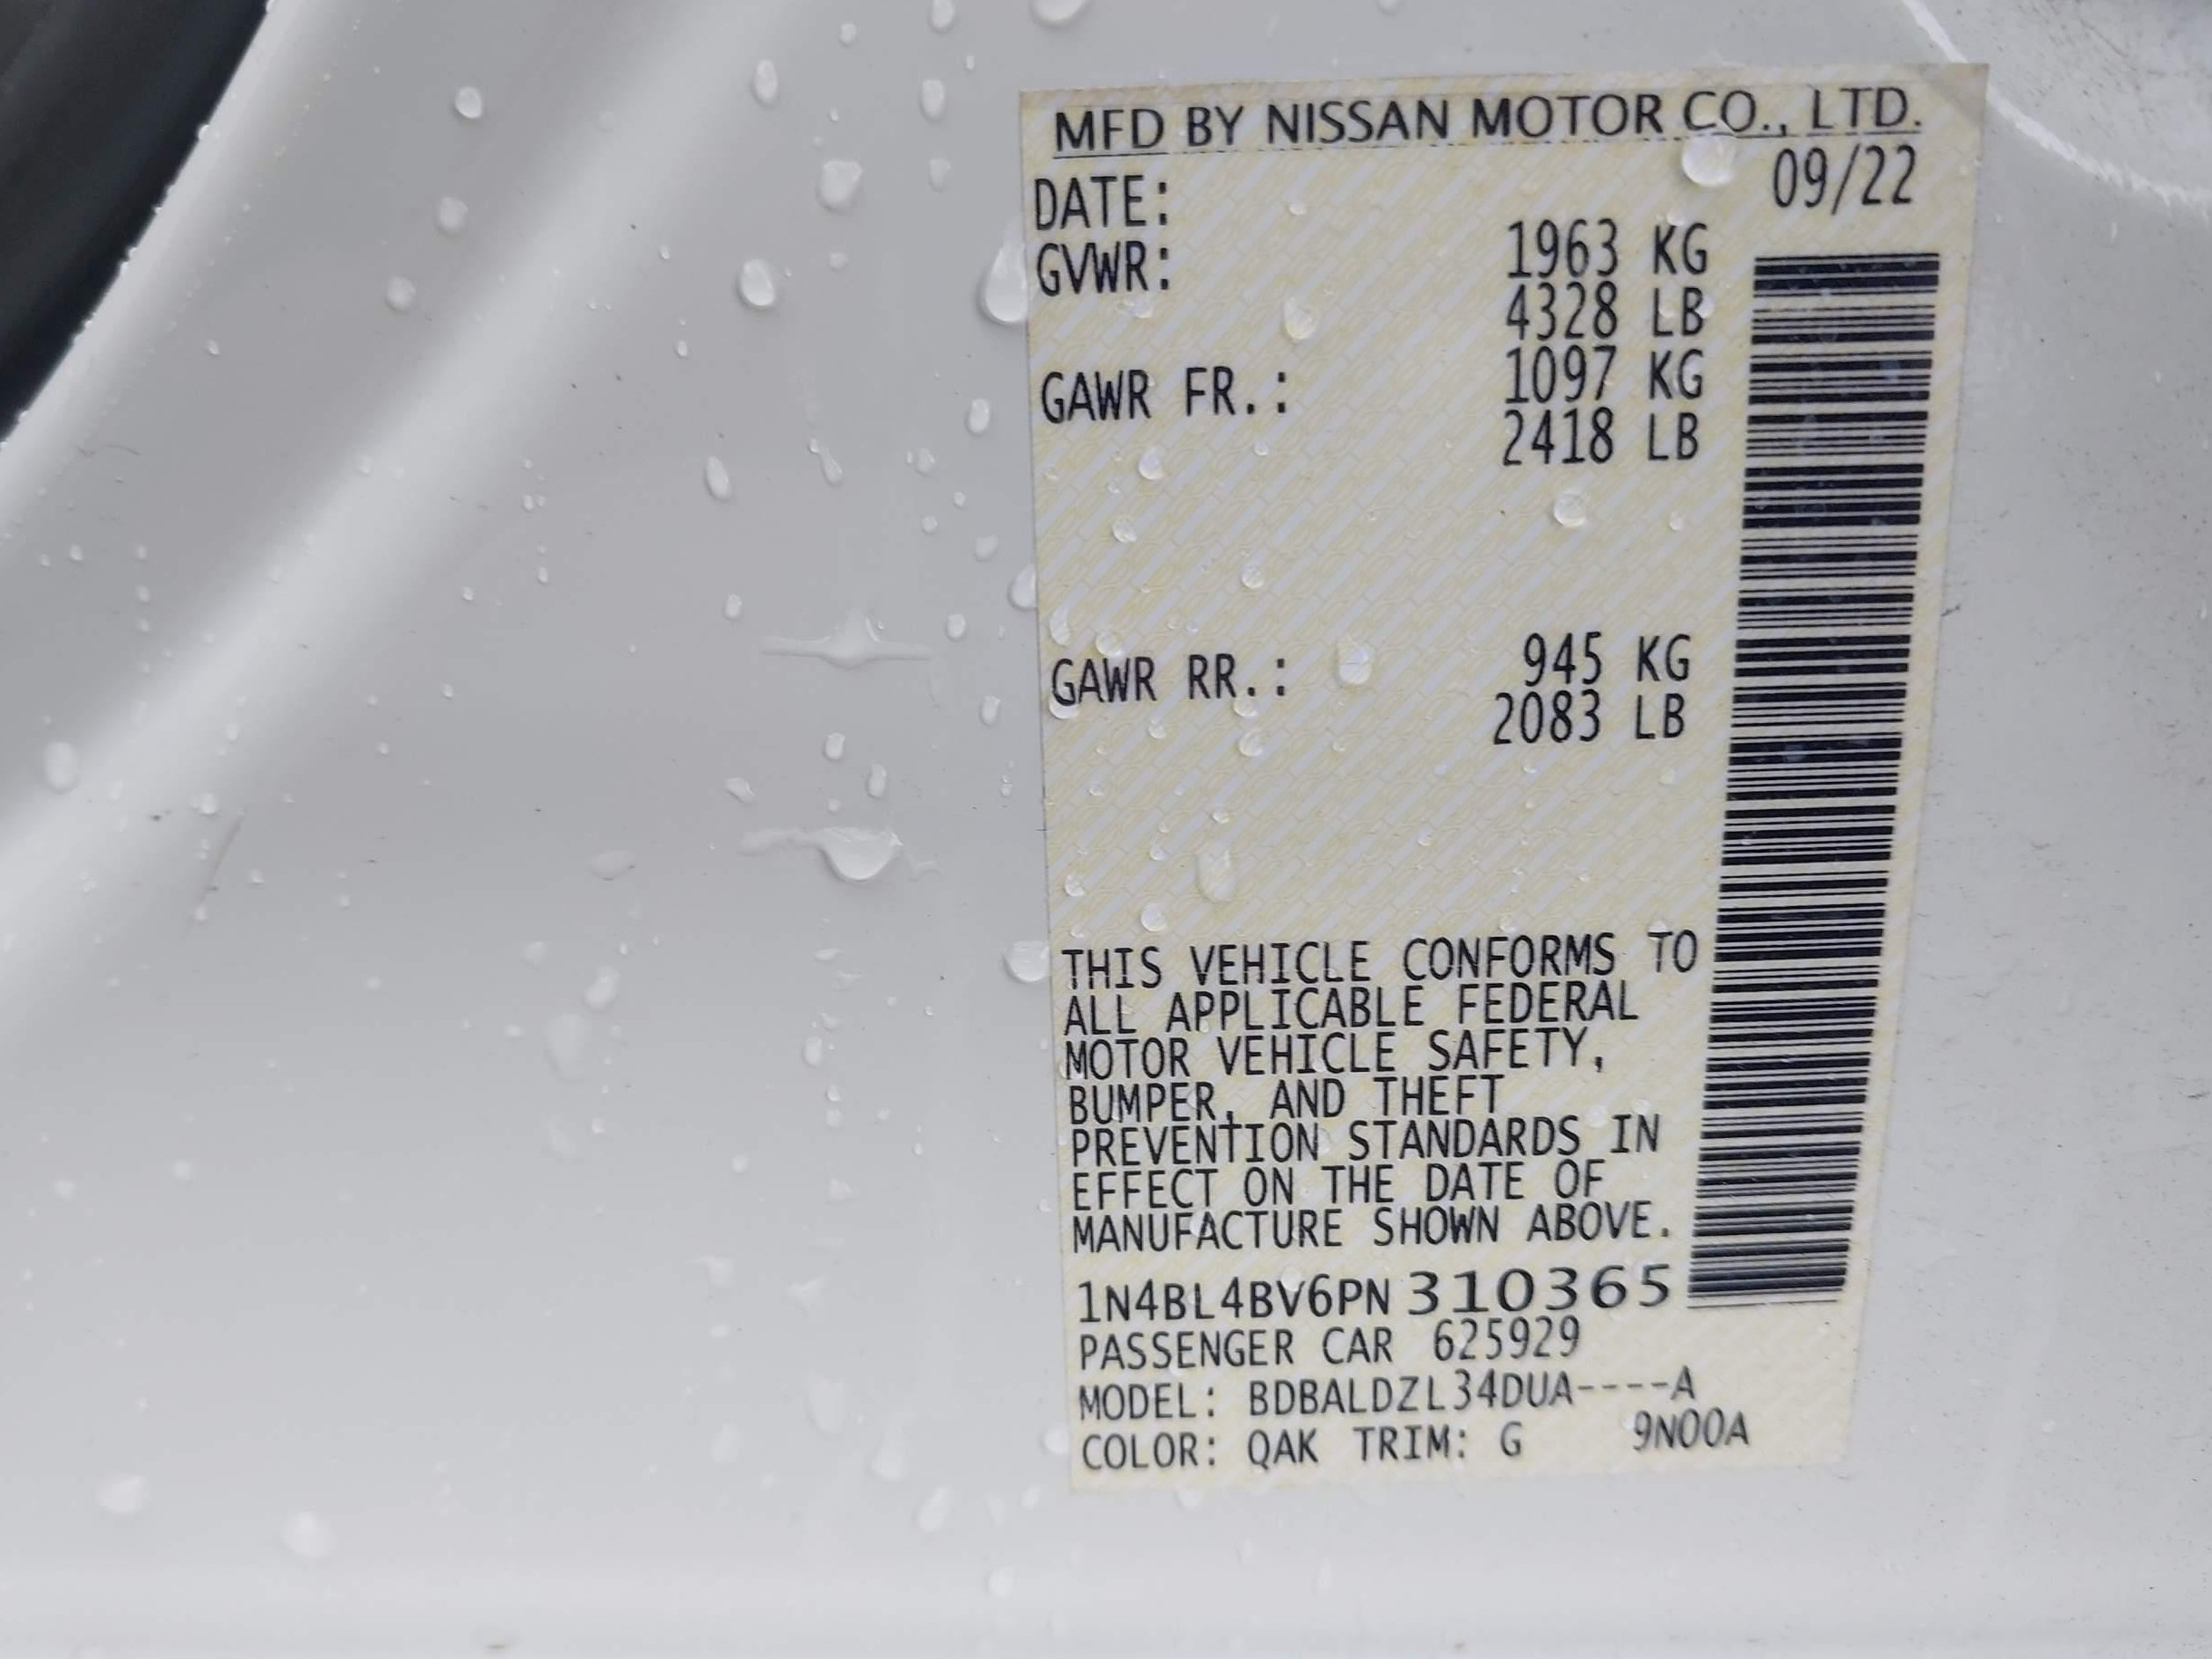 MFD BY NISSAN MOTOR CO., LTD.
DATE: 09/22
GVWR: 1963 KG
4328 LB
GAWR FR.: 1097 KG
2418 LB
GAWR RR.: 945 KG
2083 LB
THIS VEHICLE CONFORMS TO
ALL APPLICABLE FEDERAL
MOTOR VEHICLE SAFETY,
BUMPER, AND THEFT
PREVENTION STANDARDS IN
EFFECT ON THE DATE OF
MANUFACTURE SHOWN ABOVE.
1N4BL4BV6PN310365
PASSENGER CAR 625929
MODEL: BDBALDZL34DUA----A
COLOR: QAK TRIM: G 9N00A